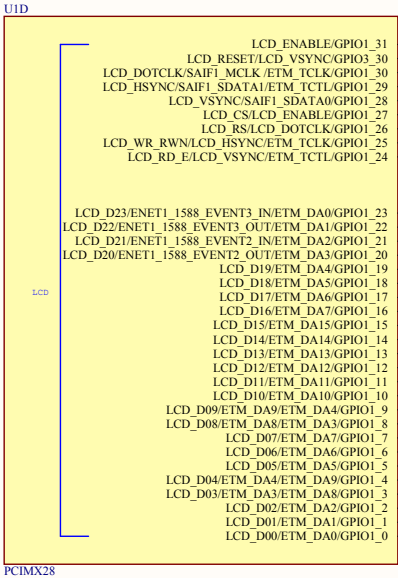 U1D
LCD_ENABLE/GPIO1_31
LCD_RESET/LCD_VSYNC/GPIO3_30
LCD_DOTCLK/SAIF1_MCLK /ETM_TCLK/GPIO1_30
LCD_HSYNC/SAIF1_SDATA1/ETM_TCTL/GPIO1_29
LCD_VSYNC/SAIF1_SDATA0/GPIO1_28
LCD_CS/LCD_ENABLE/GPIO1_27
LCD_RS/LCD_DOTCLK/GPIO1_26
LCD_WR_RWN/LCD_HSYNC/ETM_TCLK/GPIO1_25
LCD_RD_E/LCD_VSYNC/ETM_TCTL/GPIO1_24
LCD_D23/ENET1_1588_EVENT3_IN/ETM_DA0/GPIO1_23
LCD_D22/ENET1_1588_EVENT3_OUT/ETM_DA1/GPIO1_22
LCD_D21/ENET1_1588_EVENT2_IN/ETM_DA2/GPIO1_21
LCD_D20/ENET1_1588_EVENT2_OUT/ETM_DA3/GPIO1_20
LCD_D19/ETM_DA4/GPIO1_19
LCD_D18/ETM_DA5/GPIO1_18
LCD
LCD_D17/ETM_DA6/GPIO1_17
LCD_D16/ETM_DA7/GPIO1_16
LCD_D15/ETM_DA15/GPIO1_15
LCD_D14/ETM_DA14/GPIO1_14
LCD_D13/ETM_DA13/GPIO1_13
LCD_D12/ETM_DA12/GPIO1_12
LCD_D11/ETM_DA11/GPIO1_11
LCD_D10/ETM_DA10/GPIO1_10
LCD_D09/ETM_DA9/ETM_DA4/GPIO1_9
LCD_D08/ETM_DA8/ETM_DA3/GPIO1_8
LCD_D07/ETM_DA7/GPIO1_7
LCD_D06/ETM_DA6/GPIO1_6
LCD_D05/ETM_DA5/GPIO1_5
LCD_D04/ETM_DA4/ETM_DA9/GPIO1_4
LCD_D03/ETM_DA3/ETM_DA8/GPIO1_3
LCD_D02/ETM_DA2/GPIO1_2
LCD_D01/ETM_DA1/GPIO1_1
LCD_D00/ETM_DA0/GPIO1_0
PCIMX28